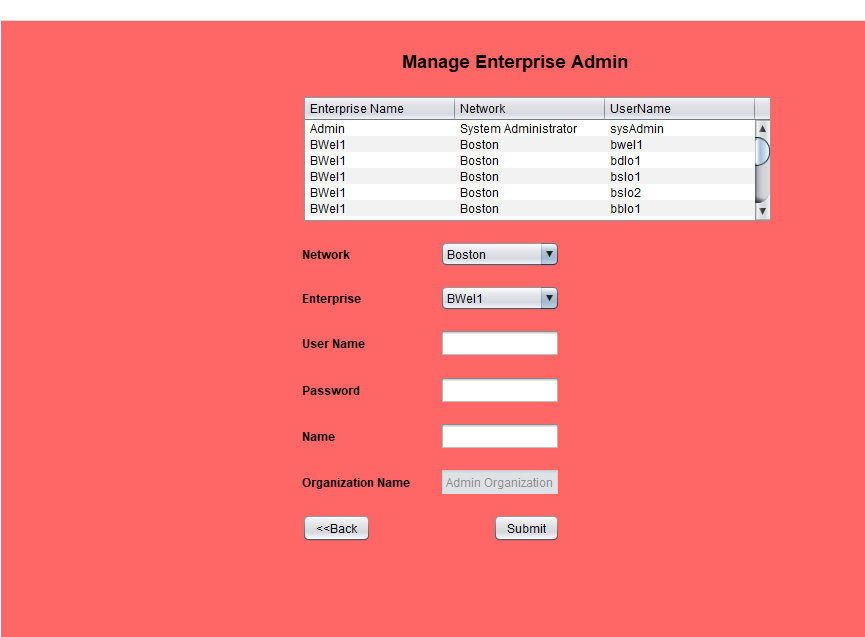 Manage Enterprise Admin
Enterprise Name Network UserName
Admin System Administrator sysAdmin
BWel1 Boston bwel1
BWel1 Boston bdlo1
BWel1 Boston bslo1
BWel1 Boston bslo2
BWel1 Boston bblo1
Network Boston
Enterprise BWel1
User Name
Password
Name
Organization Name Admin Organization
<<Back Submit